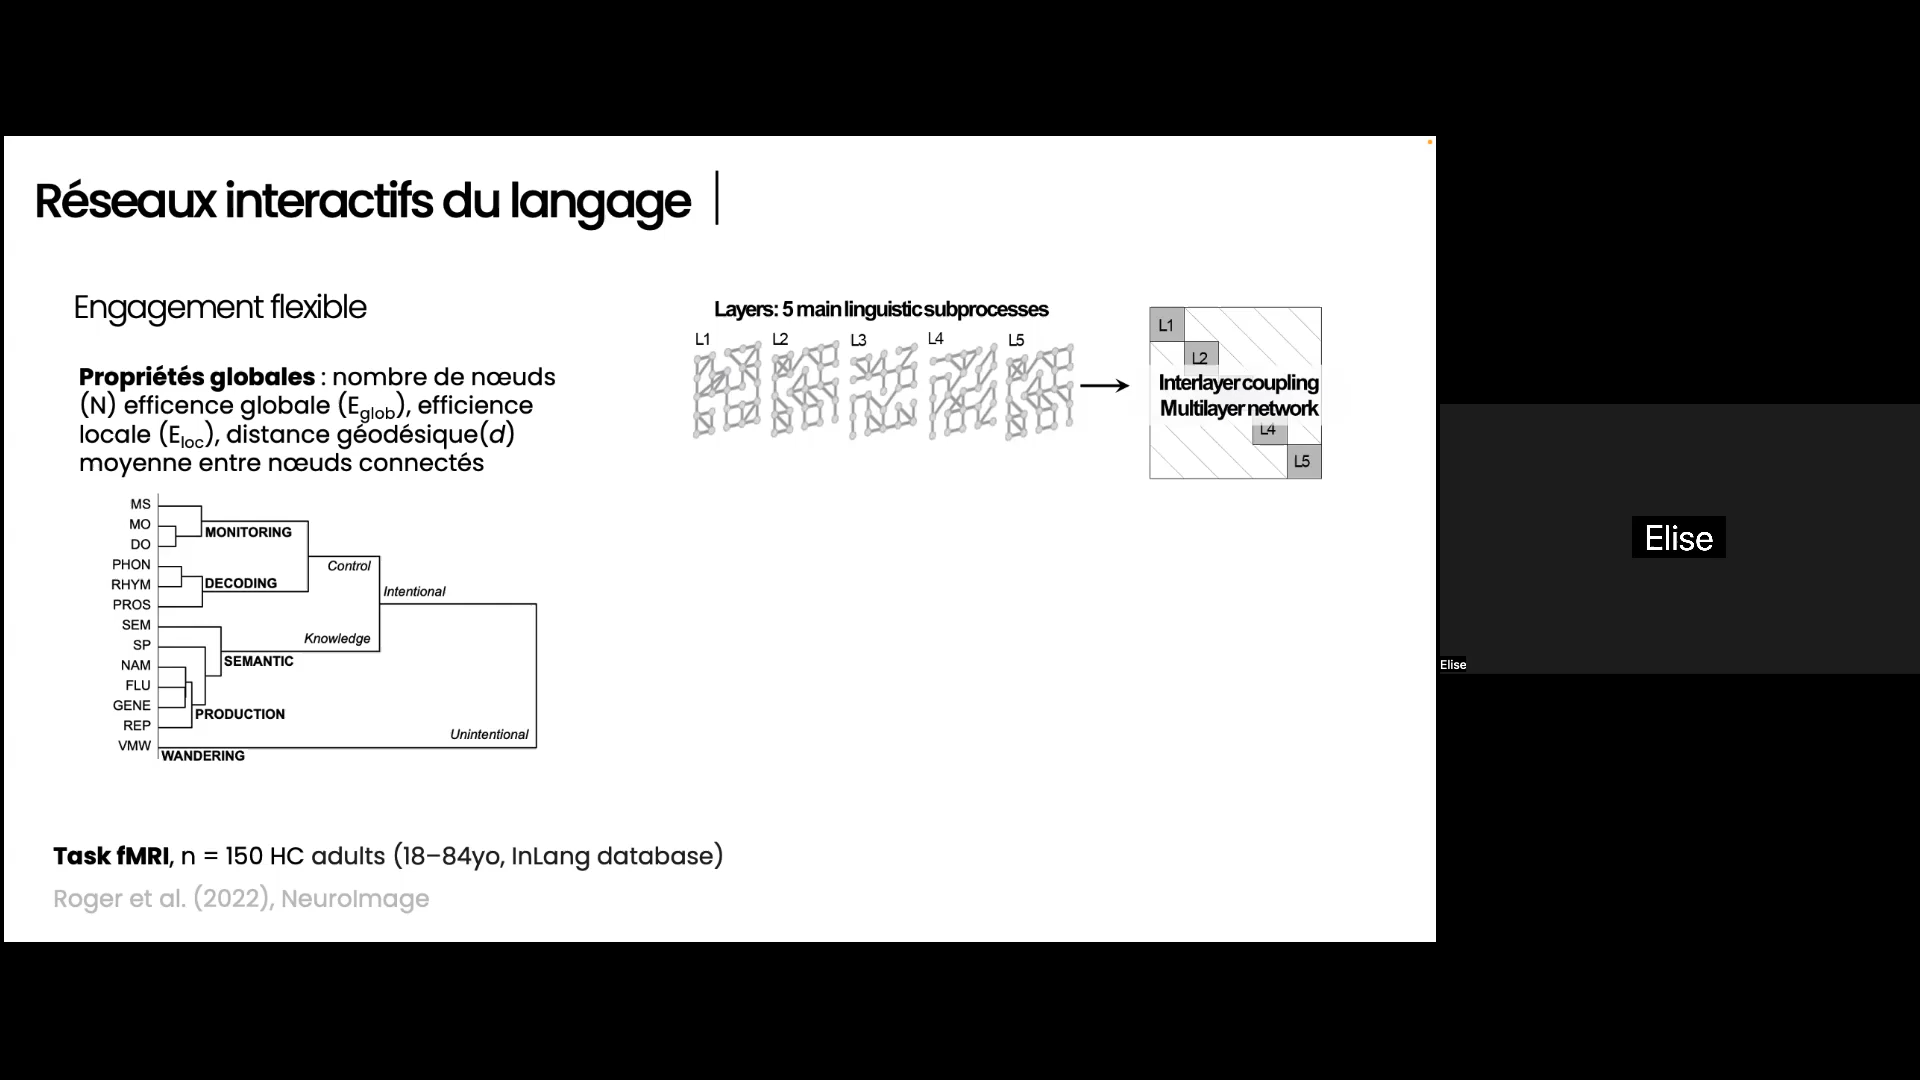 Réseaux interactifs du langage
Engagement flexible
Propriétés globales : nombre de nœuds
(N) efficence globale (Eglob), efficience
locale (Eloc), distance géodésique(d)
moyenne entre nœuds connectés
MS
MO
DO
PHON
RHYM
PROS
SEM
SP
NAM
FLU
GENE
REP
VMW
MONITORING
DECODING
SEMANTIC
PRODUCTION
WANDERING
Control
Knowledge
Intentional
Unintentional
Layers: 5 main linguistic subprocesses
L1 L2 L3 L4 L5
L1
L2
Interlayer coupling
Multilayer network
L4
L5
Task fMRI, n = 150 HC adults (18–84yo, InLang database)
Roger et al. (2022), NeuroImage
Elise
Elise